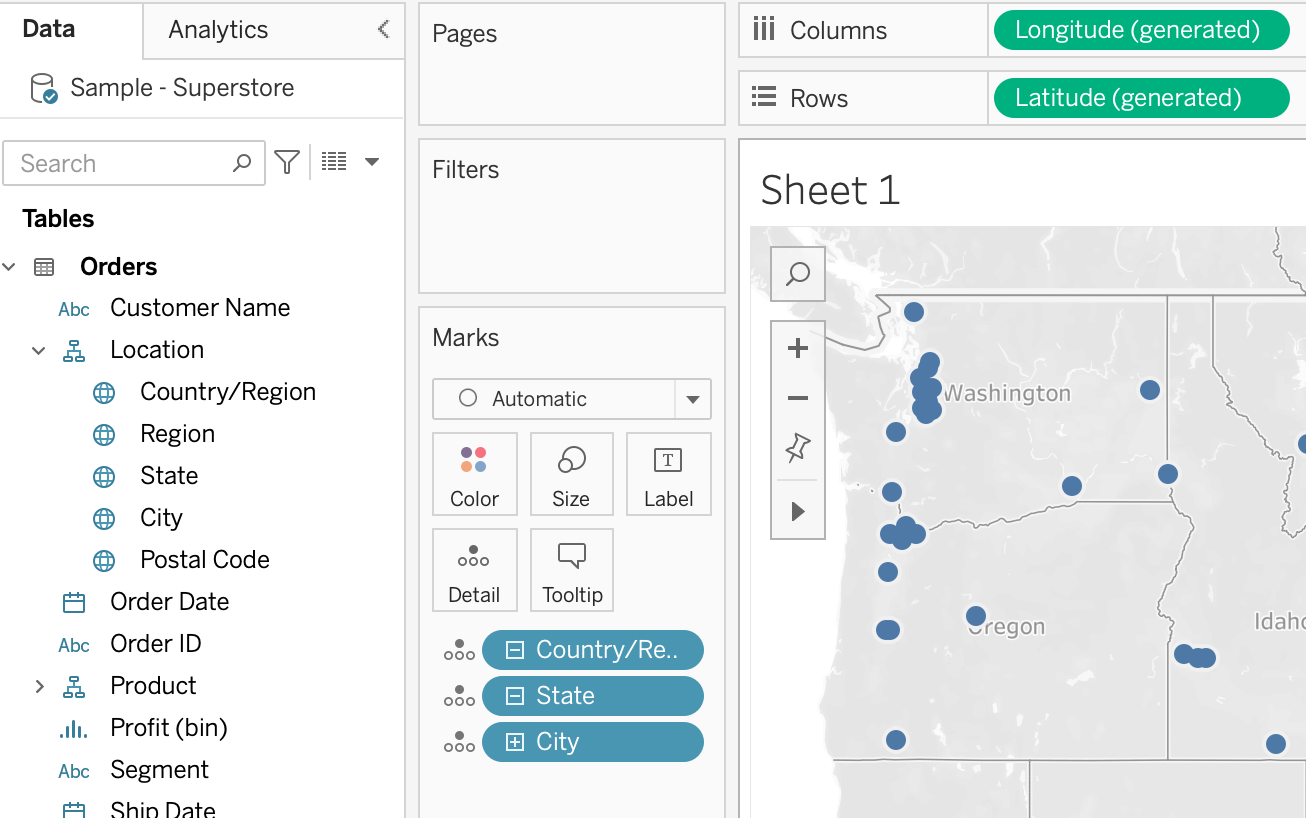 Data
Analytics
Sample - Superstore
Search
Tables
Orders
Abc Customer Name
Location
Country/Region
Region
State
City
Postal Code
Order Date
Abc Order ID
Product
Profit (bin)
Abc Segment
Ship Date
Pages
Filters
Marks
Automatic
Color
Size
T
Label
Detail
Tooltip
Country/Re..
State
City
Columns
Longitude (generated)
Rows
Latitude (generated)
Sheet 1
Washington
Oregon
Idaho